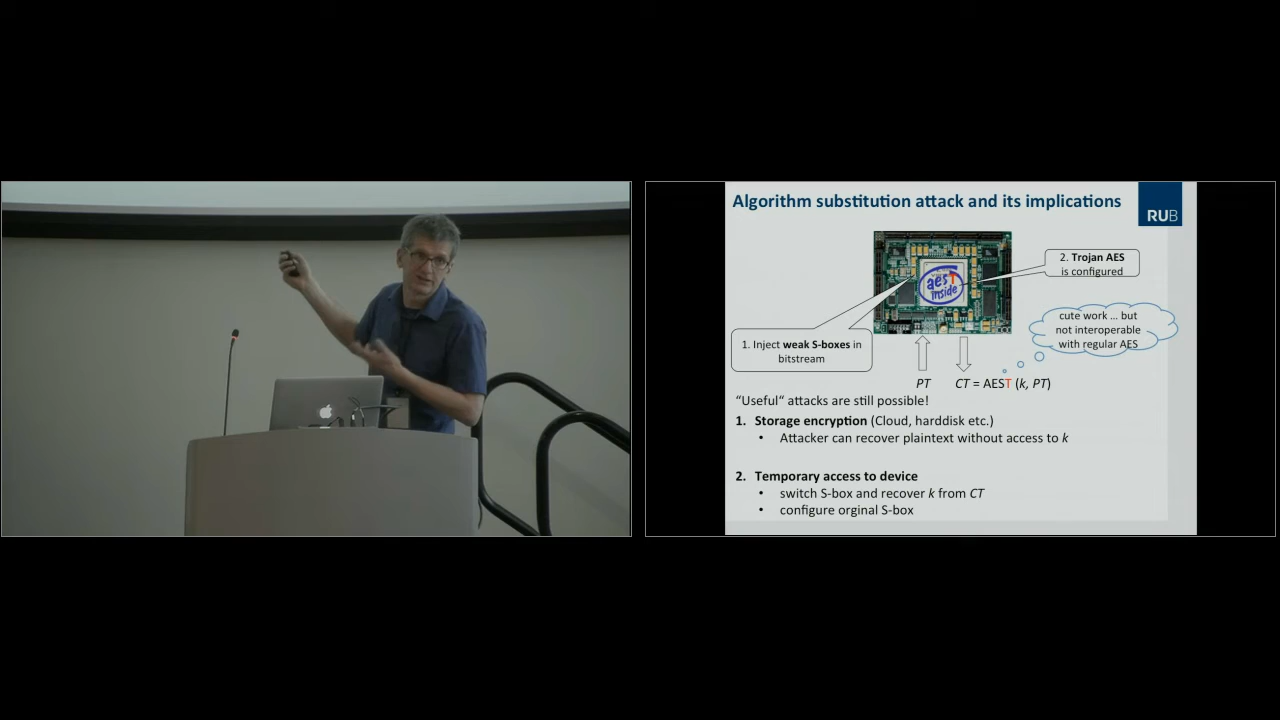 Algorithm substitution attack and its implications
RUB
2. Trojan AES
is configured
aesT
inside
cute work ... but
not interoperable
with regular AES
1. Inject weak S-boxes in
bitstream
PT
CT = AEST (k, PT)
“Useful“ attacks are still possible!
1. Storage encryption (Cloud, harddisk etc.)
• Attacker can recover plaintext without access to k
2. Temporary access to device
• switch S-box and recover k from CT
• configure orginal S-box